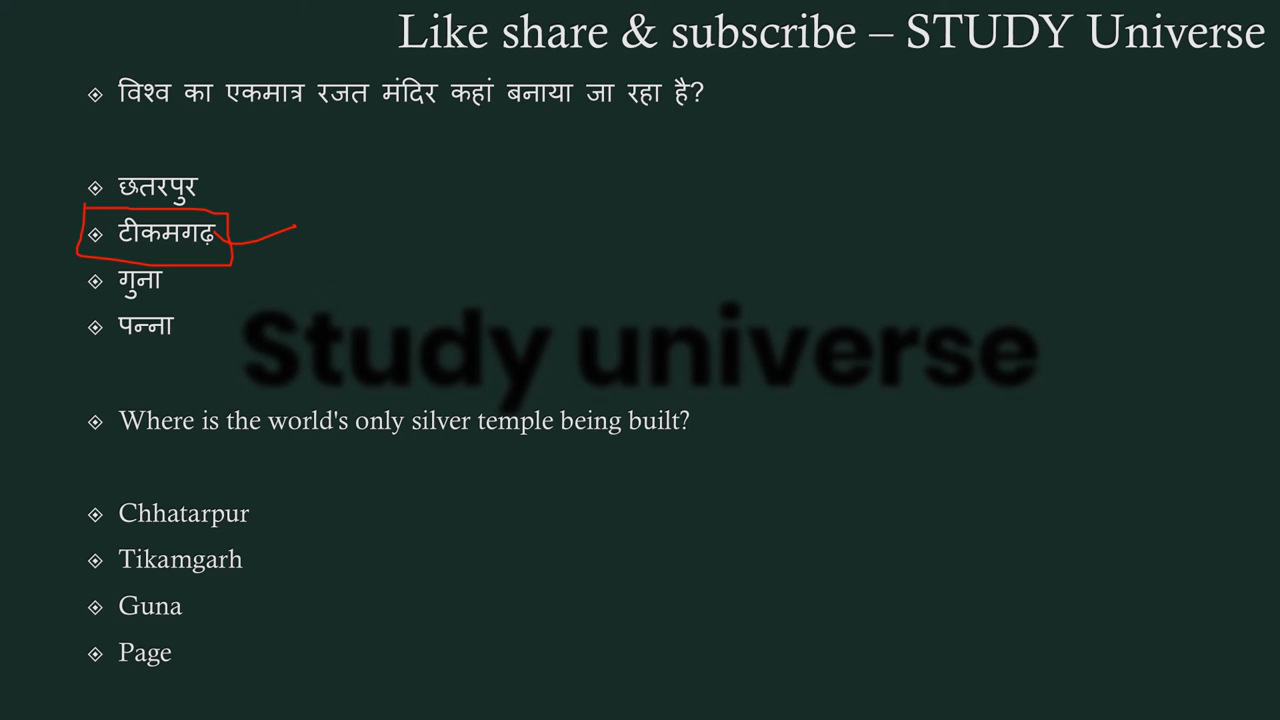 Like share & subscribe – STUDY Universe
विश्व का एकमात्र रजत मंदिर कहां बनाया जा रहा है?
छतरपुर
टीकमगढ़
गुना
पन्ना
Study universe
Where is the world's only silver temple being built?
Chhatarpur
Tikamgarh
Guna
Page